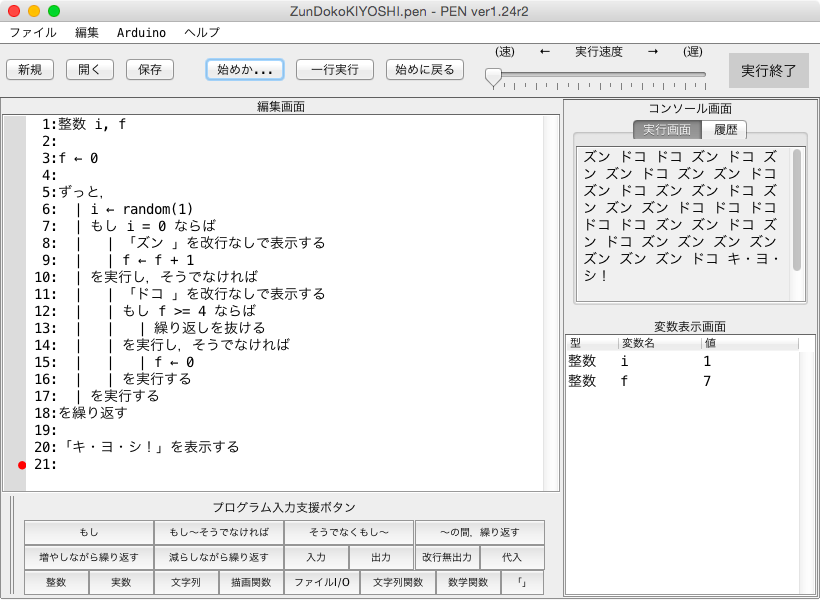 ZunDokoKIYOSHI.pen - PEN ver1.24r2
ファイル 編集 Arduino ヘルプ
(速) ← 実行速度 → (遅)
新規 開く 保存 始めか... 一行実行 始めに戻る 実行終了
編集画面
1:整数 i, f
2:
3:f ← 0
4:
5:ずっと，
6: | i ← random(1)
7: | もし i = 0 ならば
8: | | 「ズン 」を改行なしで表示する
9: | | f ← f + 1
10: | を実行し，そうでなければ
11: | | 「ドコ 」を改行なしで表示する
12: | | もし f >= 4 ならば
13: | | | 繰り返しを抜ける
14: | | を実行し，そうでなければ
15: | | | f ← 0
16: | | を実行する
17: | を実行する
18:を繰り返す
19:
20:「キ・ヨ・シ！」を表示する
21:
コンソール画面
実行画面 履歴
ズン ドコ ドコ ズン ドコ ズ
ン ズン ドコ ズン ズン ドコ
ズン ドコ ズン ズン ドコ ズ
ン ズン ズン ドコ ドコ ドコ
ドコ ドコ ズン ズン ドコ ズ
ン ドコ ズン ズン ズン ズン
ズン ズン ズン ドコ キ・ヨ・
シ！
変数表示画面
型 変数名 値
整数 i 1
整数 f 7
プログラム入力支援ボタン
もし もし～そうでなければ そうでなくもし～ ～の間，繰り返す
増やしながら繰り返す 減らしながら繰り返す 入力 出力 改行無出力 代入
整数 実数 文字列 描画関数 ファイルI/O 文字列関数 数学関数 「」